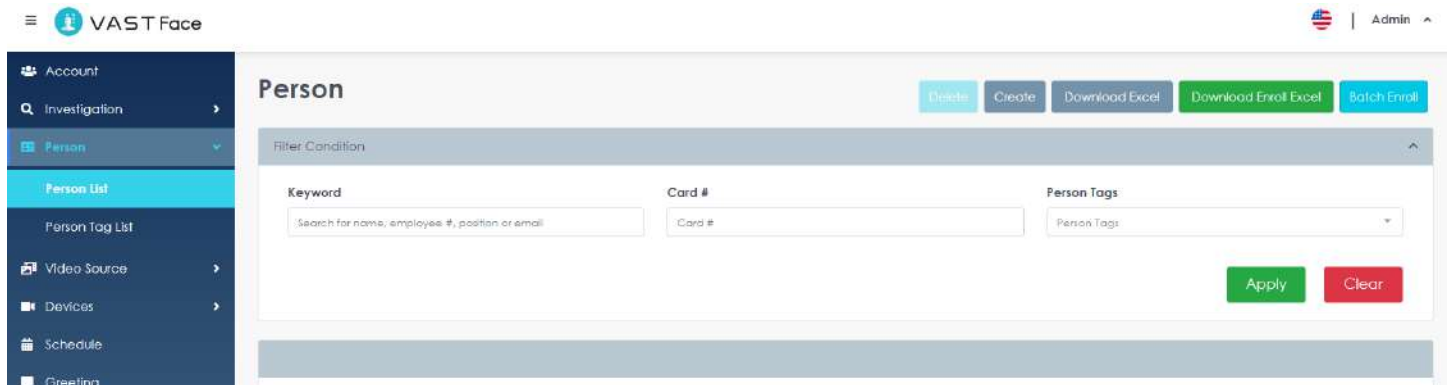 VAST Face
Admin
Account
Investigation
Person
Person List
Person Tag List
Video Source
Devices
Schedule
Greeting
Person
Delete
Create
Download Excel
Download Enroll Excel
Batch Enroll
Filter Condition
Keyword
Card #
Person Tags
Search for name, employee #, position or email
Card #
Person Tags
Apply
Clear